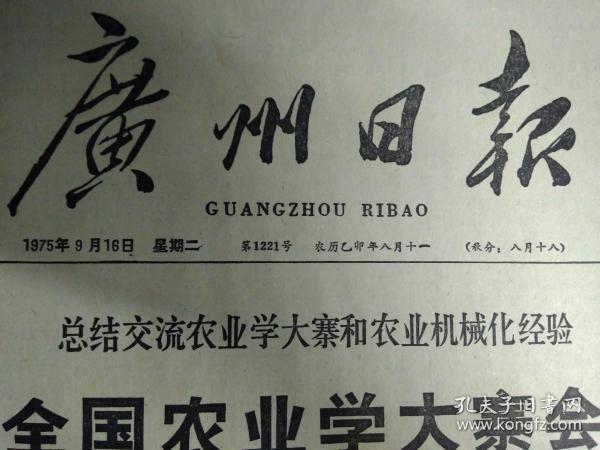 廣州日報
GUANGZHOU RIBAO
1975年9月16日 星期二 第1221号 农历乙卯年八月十一 (秋分：八月十八)
总结交流农业学大寨和农业机械化经验
全国农业学大寨会
孔夫子旧书网
www.kongfz.com